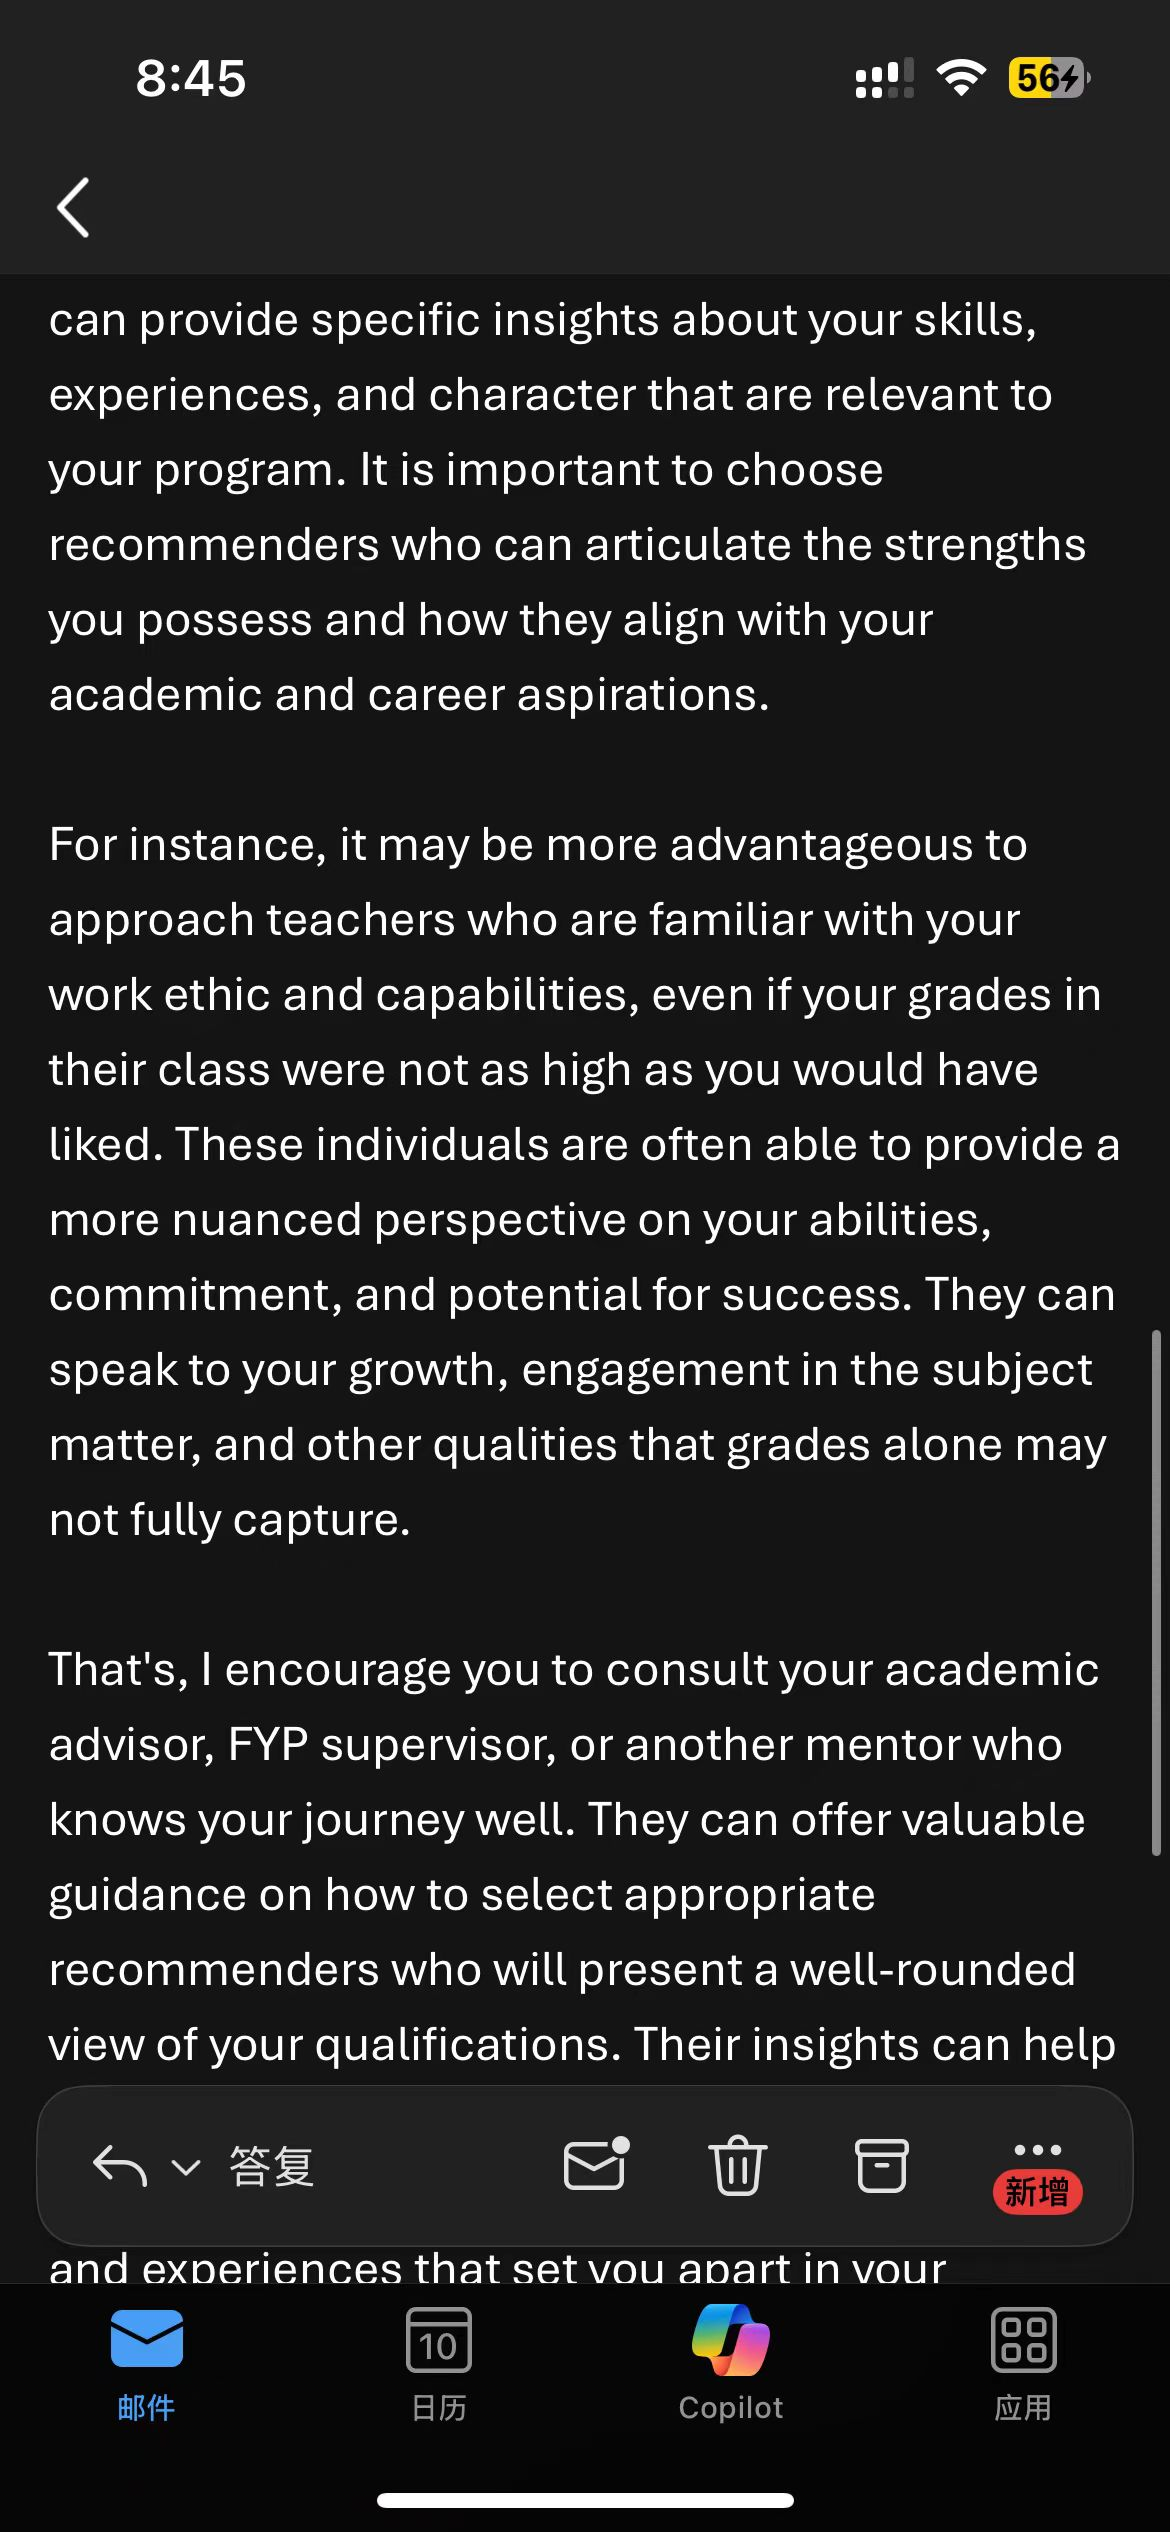 8:45
56
can provide specific insights about your skills,
experiences, and character that are relevant to
your program. It is important to choose
recommenders who can articulate the strengths
you possess and how they align with your
academic and career aspirations.
For instance, it may be more advantageous to
approach teachers who are familiar with your
work ethic and capabilities, even if your grades in
their class were not as high as you would have
liked. These individuals are often able to provide a
more nuanced perspective on your abilities,
commitment, and potential for success. They can
speak to your growth, engagement in the subject
matter, and other qualities that grades alone may
not fully capture.
That's, I encourage you to consult your academic
advisor, FYP supervisor, or another mentor who
knows your journey well. They can offer valuable
guidance on how to select appropriate
recommenders who will present a well-rounded
view of your qualifications. Their insights can help
答复
新增
and experiences that set you apart in your
10
邮件
日历
Copilot
应用